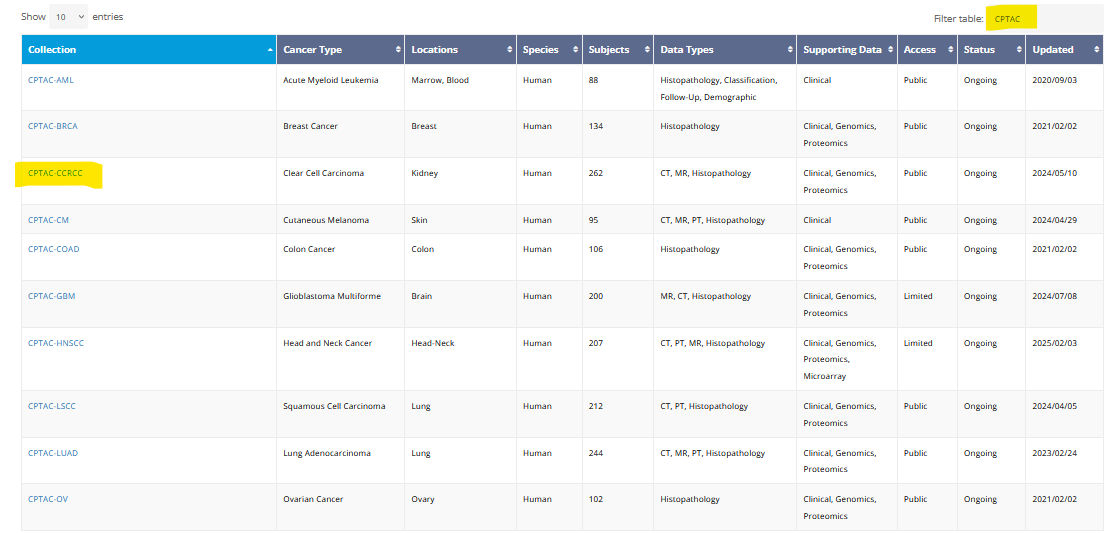 Show 10 entries
Filter table: CPTAC
Collection Cancer Type Locations Species Subjects Data Types Supporting Data Access Status Updated
CPTAC-AML Acute Myeloid Leukemia Marrow, Blood Human 88 Histopathology, Classification, Clinical Public Ongoing 2020/09/03
Follow-Up, Demographic
CPTAC-BRCA Breast Cancer Breast Human 134 Histopathology Clinical, Genomics, Public Ongoing 2021/02/02
Proteomics
CPTAC-CCRCC Clear Cell Carcinoma Kidney Human 262 CT, MR, Histopathology Clinical, Genomics, Public Ongoing 2024/05/10
Proteomics
CPTAC-CM Cutaneous Melanoma Skin Human 95 CT, MR, PT, Histopathology Clinical Public Ongoing 2024/04/29
CPTAC-COAD Colon Cancer Colon Human 106 Histopathology Clinical, Genomics, Public Ongoing 2021/02/02
Proteomics
CPTAC-GBM Glioblastoma Multiforme Brain Human 200 MR, CT, Histopathology Clinical, Genomics, Limited Ongoing 2024/07/08
Proteomics
CPTAC-HNSCC Head and Neck Cancer Head-Neck Human 207 CT, PT, MR, Histopathology Clinical, Genomics, Limited Ongoing 2025/02/03
Proteomics,
Microarray
CPTAC-LSCC Squamous Cell Carcinoma Lung Human 212 CT, PT, Histopathology Clinical, Genomics, Public Ongoing 2024/04/05
Proteomics
CPTAC-LUAD Lung Adenocarcinoma Lung Human 244 CT, MR, PT, Histopathology Clinical, Genomics, Public Ongoing 2023/02/24
Proteomics
CPTAC-OV Ovarian Cancer Ovary Human 102 Histopathology Clinical, Genomics, Public Ongoing 2021/02/02
Proteomics